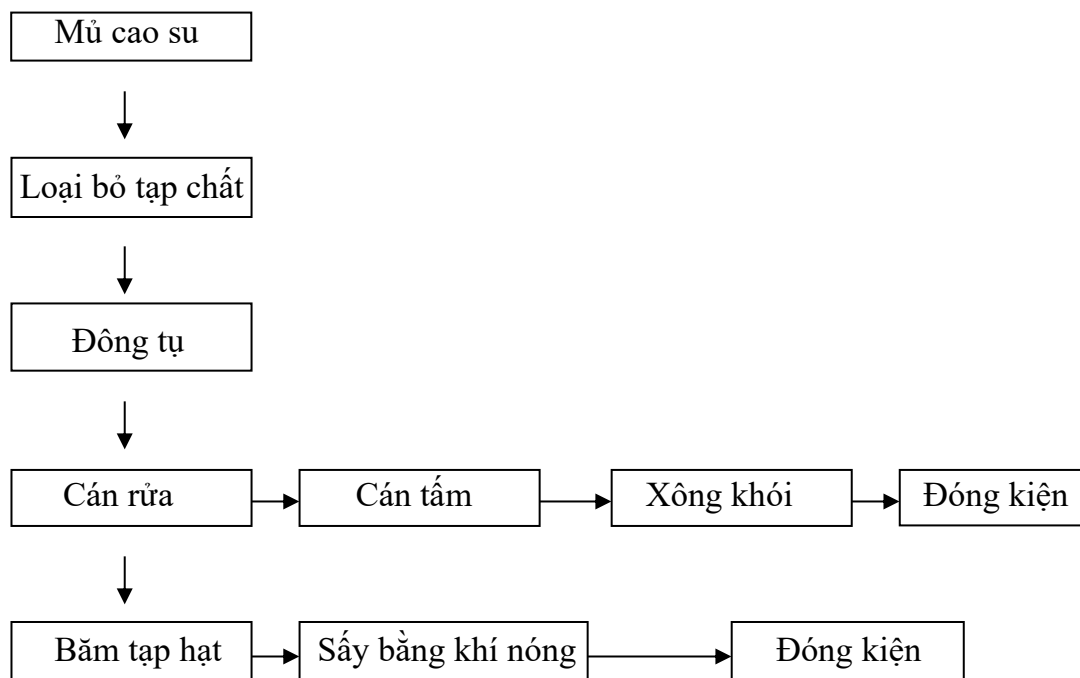 Mủ cao su
Loại bỏ tạp chất
Đông tụ
Cán rửa
Cán tấm
Xông khói
Đóng kiện
Băm tạp hạt
Sấy bằng khí nóng
Đóng kiện